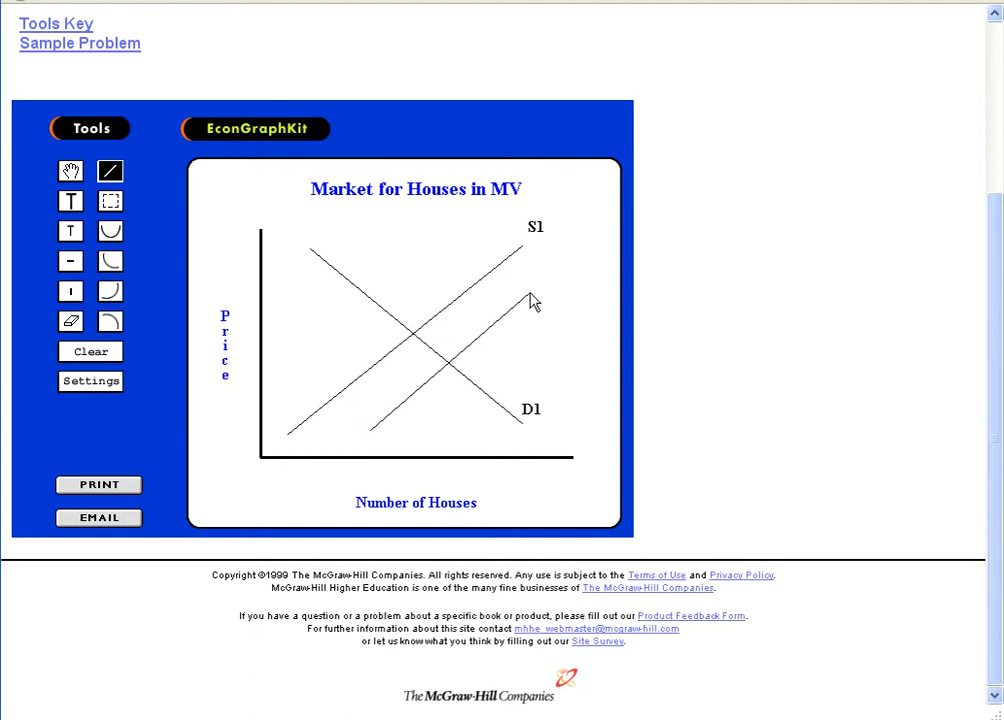 Tools Key
Sample Problem
Tools
EconGraphKit
T
T
Clear
Settings
PRINT
EMAIL
Market for Houses in MV
S1
Price
D1
Number of Houses
Copyright ©1999 The McGraw-Hill Companies. All rights reserved. Any use is subject to the Terms of Use and Privacy Policy.
McGraw-Hill Higher Education is one of the many fine businesses of The McGraw-Hill Companies.
If you have a question or a problem about a specific book or product, please fill out our Product Feedback Form.
For further information about this site contact mhhe_webmaster@mcgraw-hill.com
or let us know what you think by filling out our Site Survey.
The McGraw-Hill Companies